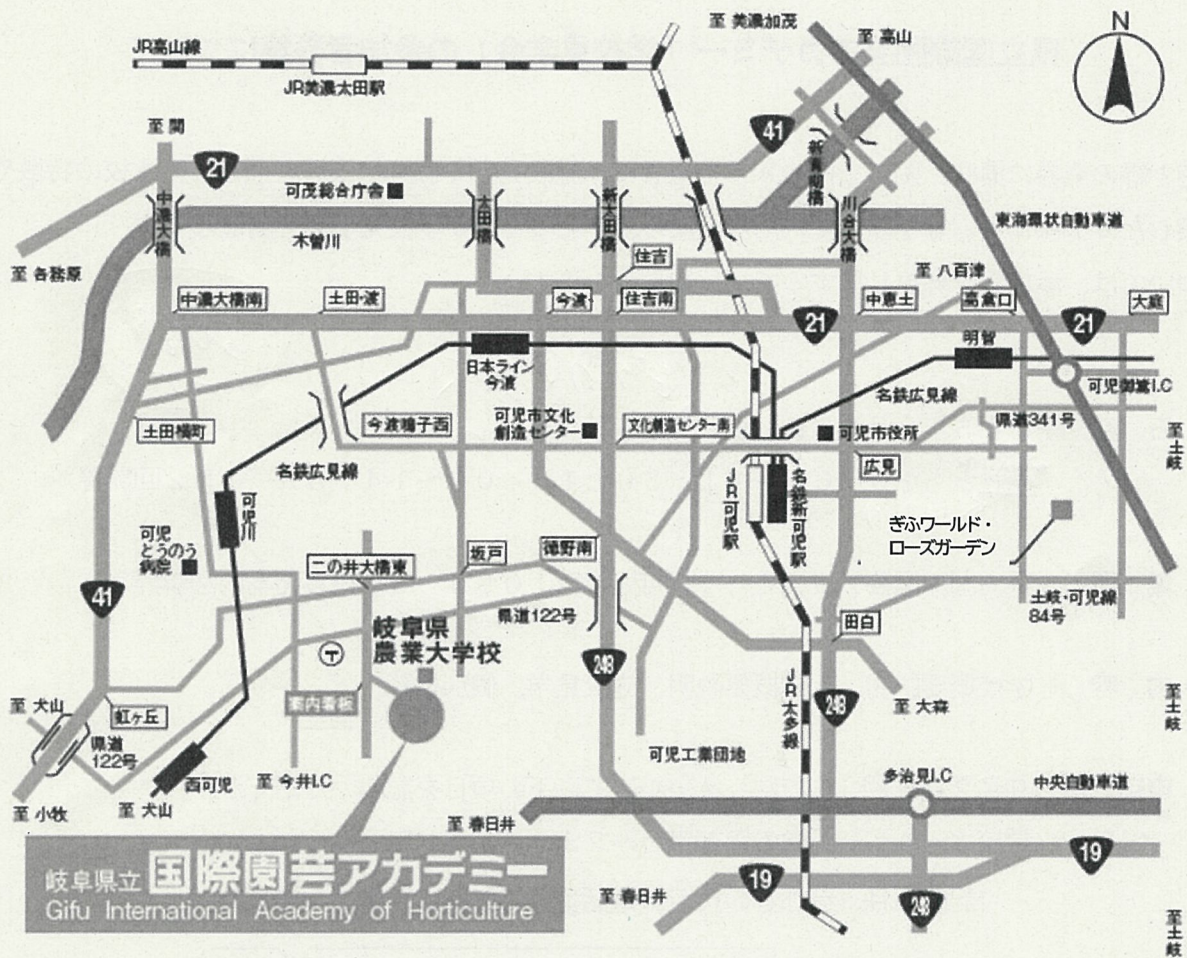 至 美濃加茂
N
JR高山線
至 高山
JR美濃太田駅
至 関
41
21
新青柳橋
可茂総合庁舎
中濃大橋
太田橋
新太田橋
川合大橋
東海環状自動車道
木曽川
至 各務原
住吉
至 八百津
中濃大橋南
土田・渡
今渡
住吉南
中恵土
高倉口
大庭
21
21
明智
日本ライン
今渡
可児御嵩I.C
名鉄広見線
可児市文化
創造センター
土田横町
今渡鳴子西
文化創造センター南
可児市役所
県道341号
至 土岐
広見
名鉄広見線
JR可児駅
名鉄新可児駅
可児川
ぎふワールド・
ローズガーデン
可児
とうのう
病院
二の井大橋東
坂戸
徳野南
41
県道122号
土岐・可児線
84号
岐阜県
農業大学校
田白
248
案内看板
至 犬山
虹ヶ丘
県道
122号
JR太多線
248
至 大森
至 土岐
可児工業団地
西可児
至 今井I.C
多治見I.C
中央自動車道
至 小牧
至 犬山
至 春日井
岐阜県立 国際園芸アカデミー
Gifu International Academy of Horticulture
19
19
至 春日井
248
至 土岐